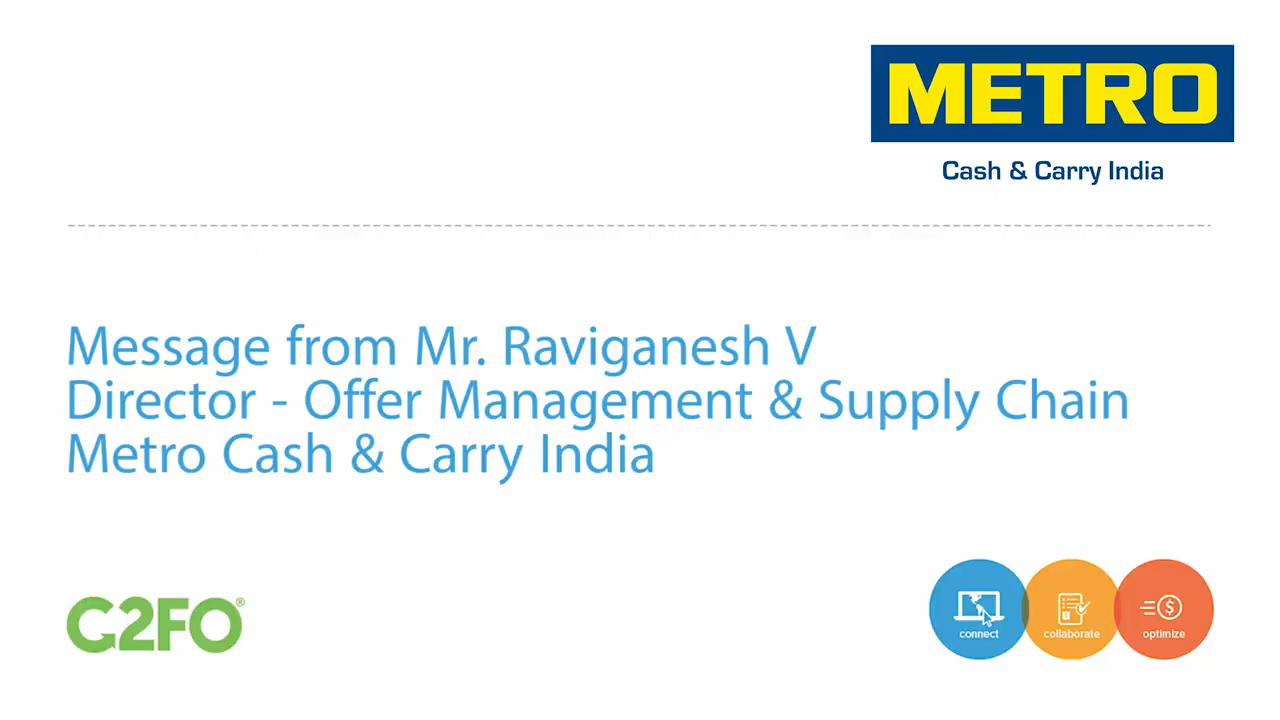 METRO
Cash & Carry India
Message from Mr. Raviganesh V
Director - Offer Management & Supply Chain
Metro Cash & Carry India
C2FO®
connect
collaborate
optimize